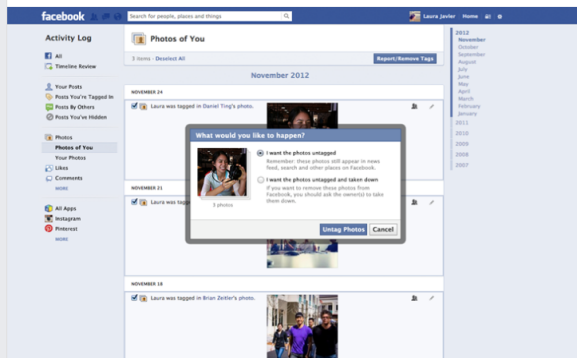 facebook
Search for people, places and things
Laura Javier
Home
Activity Log
All
Timeline Review
Your Posts
Posts You're Tagged In
Posts By Others
Posts You've Hidden
Photos
Photos of You
Your Photos
Likes
Comments
MORE
All Apps
Instagram
Pinterest
MORE
Photos of You
3 items · Deselect All
Report/Remove Tags
November 2012
NOVEMBER 24
Laura was tagged in Daniel Ting's photo.
What would you like to happen?
3 photos
I want the photos untagged
Remember: these photos still appear in news
feed, search and other places on Facebook.
I want the photos untagged and taken down
If you want to remove these photos from
Facebook, you should ask the owner(s) to take
them down.
Untag Photos
Cancel
NOVEMBER 21
Laura was tagg
NOVEMBER 18
Laura was tagged in Brian Zeitler's photo.
2012
November
October
September
August
July
June
May
April
March
February
January
2011
2010
2009
2008
2007